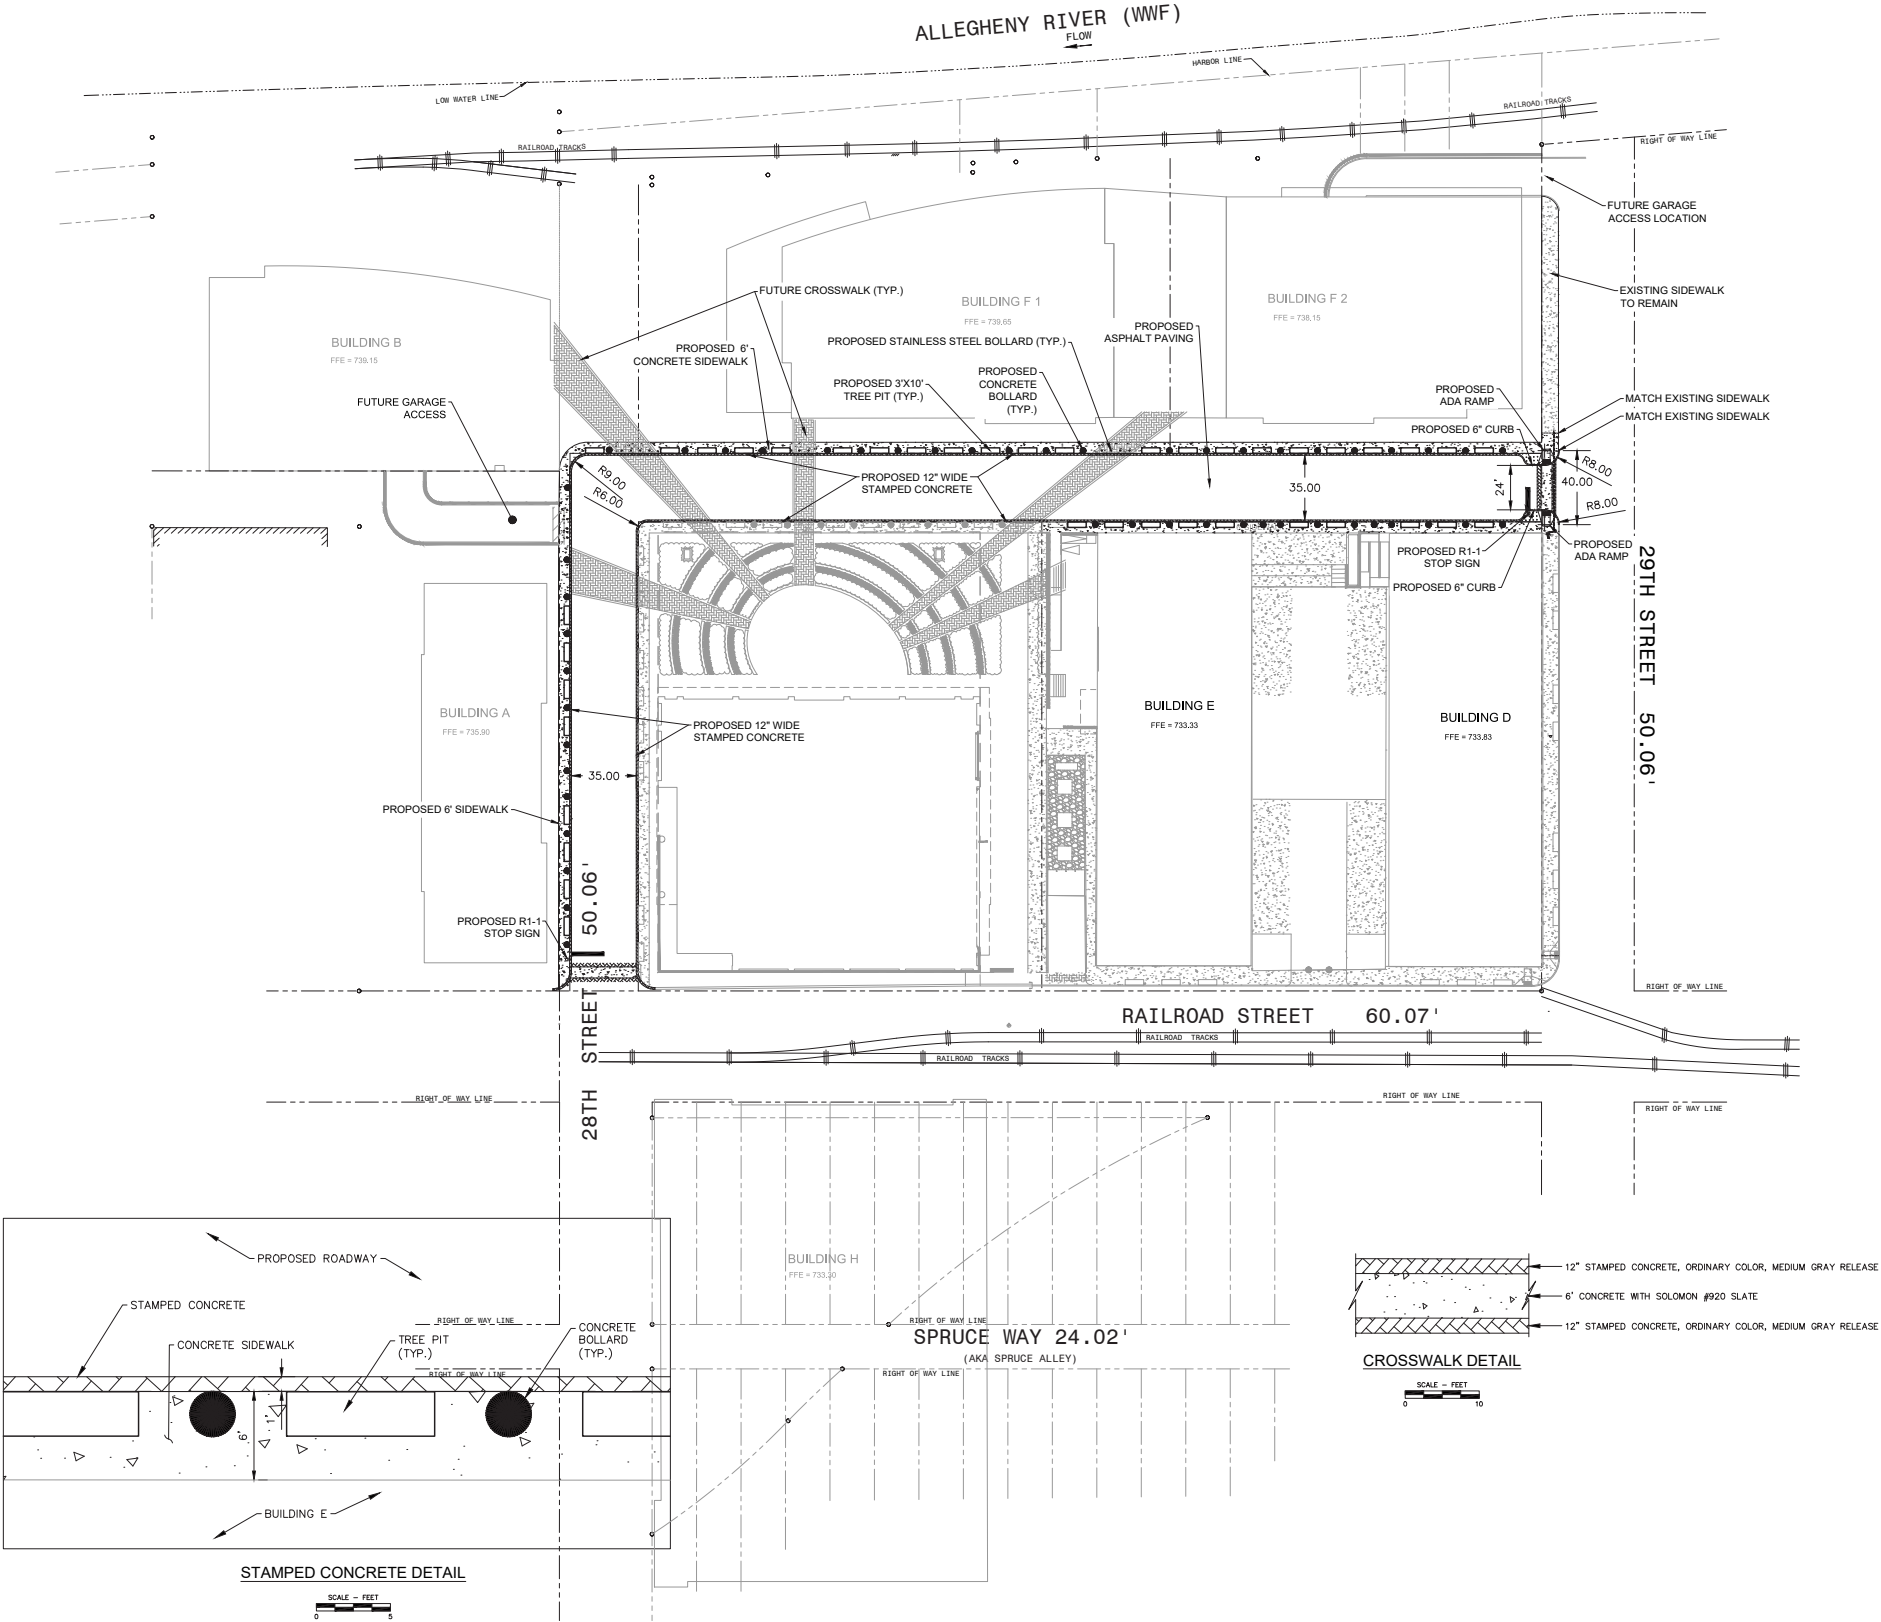 ALLEGHENY RIVER (WWF)
FLOW
HARBOR LINE
LOW WATER LINE
RAILROAD TRACKS
RAILROAD TRACKS
RIGHT OF WAY LINE
FUTURE GARAGE
ACCESS LOCATION
EXISTING SIDEWALK
TO REMAIN
FUTURE CROSSWALK (TYP.)
BUILDING F 1
FFE = 739.65
BUILDING F 2
FFE = 738.15
BUILDING B
FFE = 739.15
PROPOSED
ASPHALT PAVING
PROPOSED STAINLESS STEEL BOLLARD (TYP.)
PROPOSED 6'
CONCRETE SIDEWALK
PROPOSED 3'X10'
TREE PIT (TYP.)
PROPOSED
CONCRETE
BOLLARD
(TYP.)
PROPOSED
ADA RAMP
MATCH EXISTING SIDEWALK
MATCH EXISTING SIDEWALK
PROPOSED 6" CURB
FUTURE GARAGE
ACCESS
R9.00
R6.00
PROPOSED 12" WIDE
STAMPED CONCRETE
35.00
24'
40.00
R8.00
R8.00
PROPOSED R1-1
STOP SIGN
PROPOSED
ADA RAMP
PROPOSED 6" CURB
29TH STREET 50.06'
BUILDING A
FFE = 735.90
PROPOSED 12" WIDE
STAMPED CONCRETE
BUILDING E
FFE = 733.33
BUILDING D
FFE = 733.83
35.00
PROPOSED 6' SIDEWALK
PROPOSED R1-1
STOP SIGN
28TH STREET 50.06'
RIGHT OF WAY LINE
RAILROAD STREET 60.07'
RAILROAD TRACKS
RAILROAD TRACKS
RIGHT OF WAY LINE
RIGHT OF WAY LINE
RIGHT OF WAY LINE
BUILDING H
FFE = 733.30
RIGHT OF WAY LINE
RIGHT OF WAY LINE
SPRUCE WAY 24.02'
(AKA SPRUCE ALLEY)
RIGHT OF WAY LINE
RIGHT OF WAY LINE
PROPOSED ROADWAY
STAMPED CONCRETE
CONCRETE SIDEWALK
TREE PIT
(TYP.)
CONCRETE
BOLLARD
(TYP.)
6'
1'
BUILDING E
STAMPED CONCRETE DETAIL
SCALE - FEET
0 5
12" STAMPED CONCRETE, ORDINARY COLOR, MEDIUM GRAY RELEASE
6' CONCRETE WITH SOLOMON #920 SLATE
12" STAMPED CONCRETE, ORDINARY COLOR, MEDIUM GRAY RELEASE
CROSSWALK DETAIL
SCALE - FEET
0 10